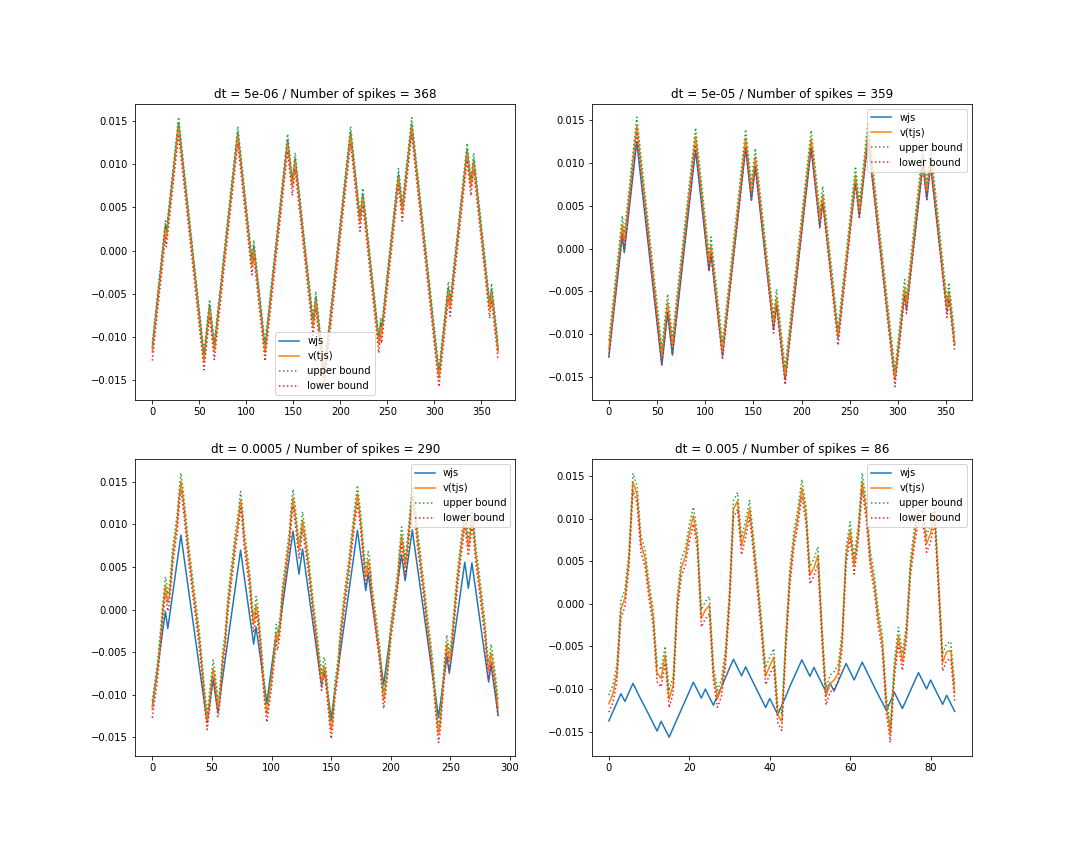 dt = 5e-06 / Number of spikes = 368
0.015
0.010
0.005
0.000
−0.005
−0.010
−0.015
0 50 100 150 200 250 300 350
wjs
v(tjs)
upper bound
lower bound
dt = 5e-05 / Number of spikes = 359
0.015
0.010
0.005
0.000
−0.005
−0.010
−0.015
0 50 100 150 200 250 300 350
wjs
v(tjs)
upper bound
lower bound
dt = 0.0005 / Number of spikes = 290
0.015
0.010
0.005
0.000
−0.005
−0.010
−0.015
0 50 100 150 200 250 300
wjs
v(tjs)
upper bound
lower bound
dt = 0.005 / Number of spikes = 86
0.015
0.010
0.005
0.000
−0.005
−0.010
−0.015
0 20 40 60 80
wjs
v(tjs)
upper bound
lower bound